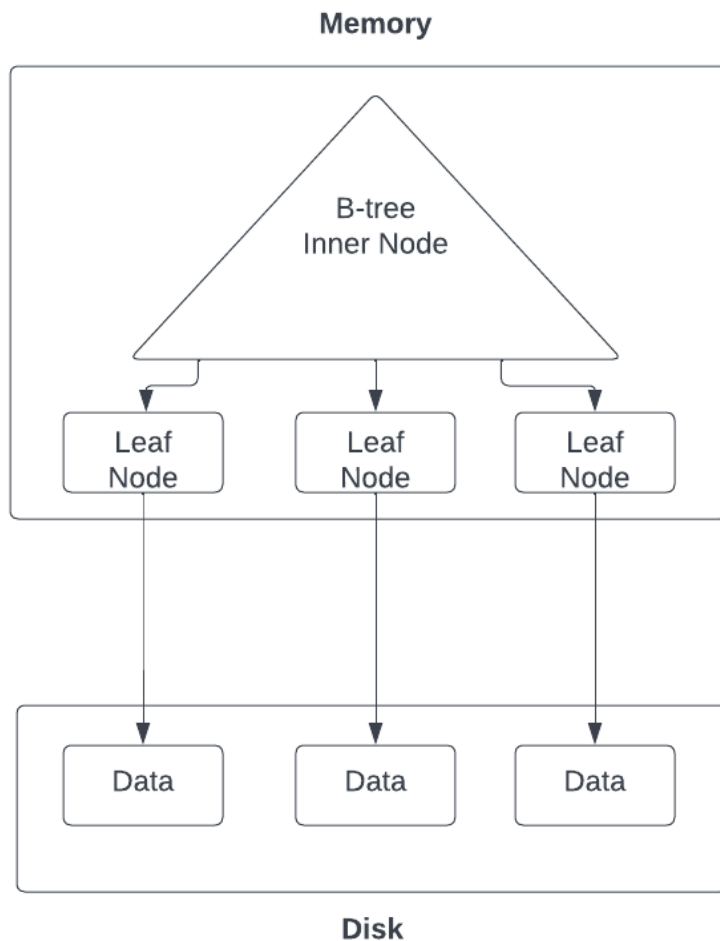 Memory
B-tree
Inner Node
Leaf
Node
Leaf
Node
Leaf
Node
Data
Data
Data
Disk